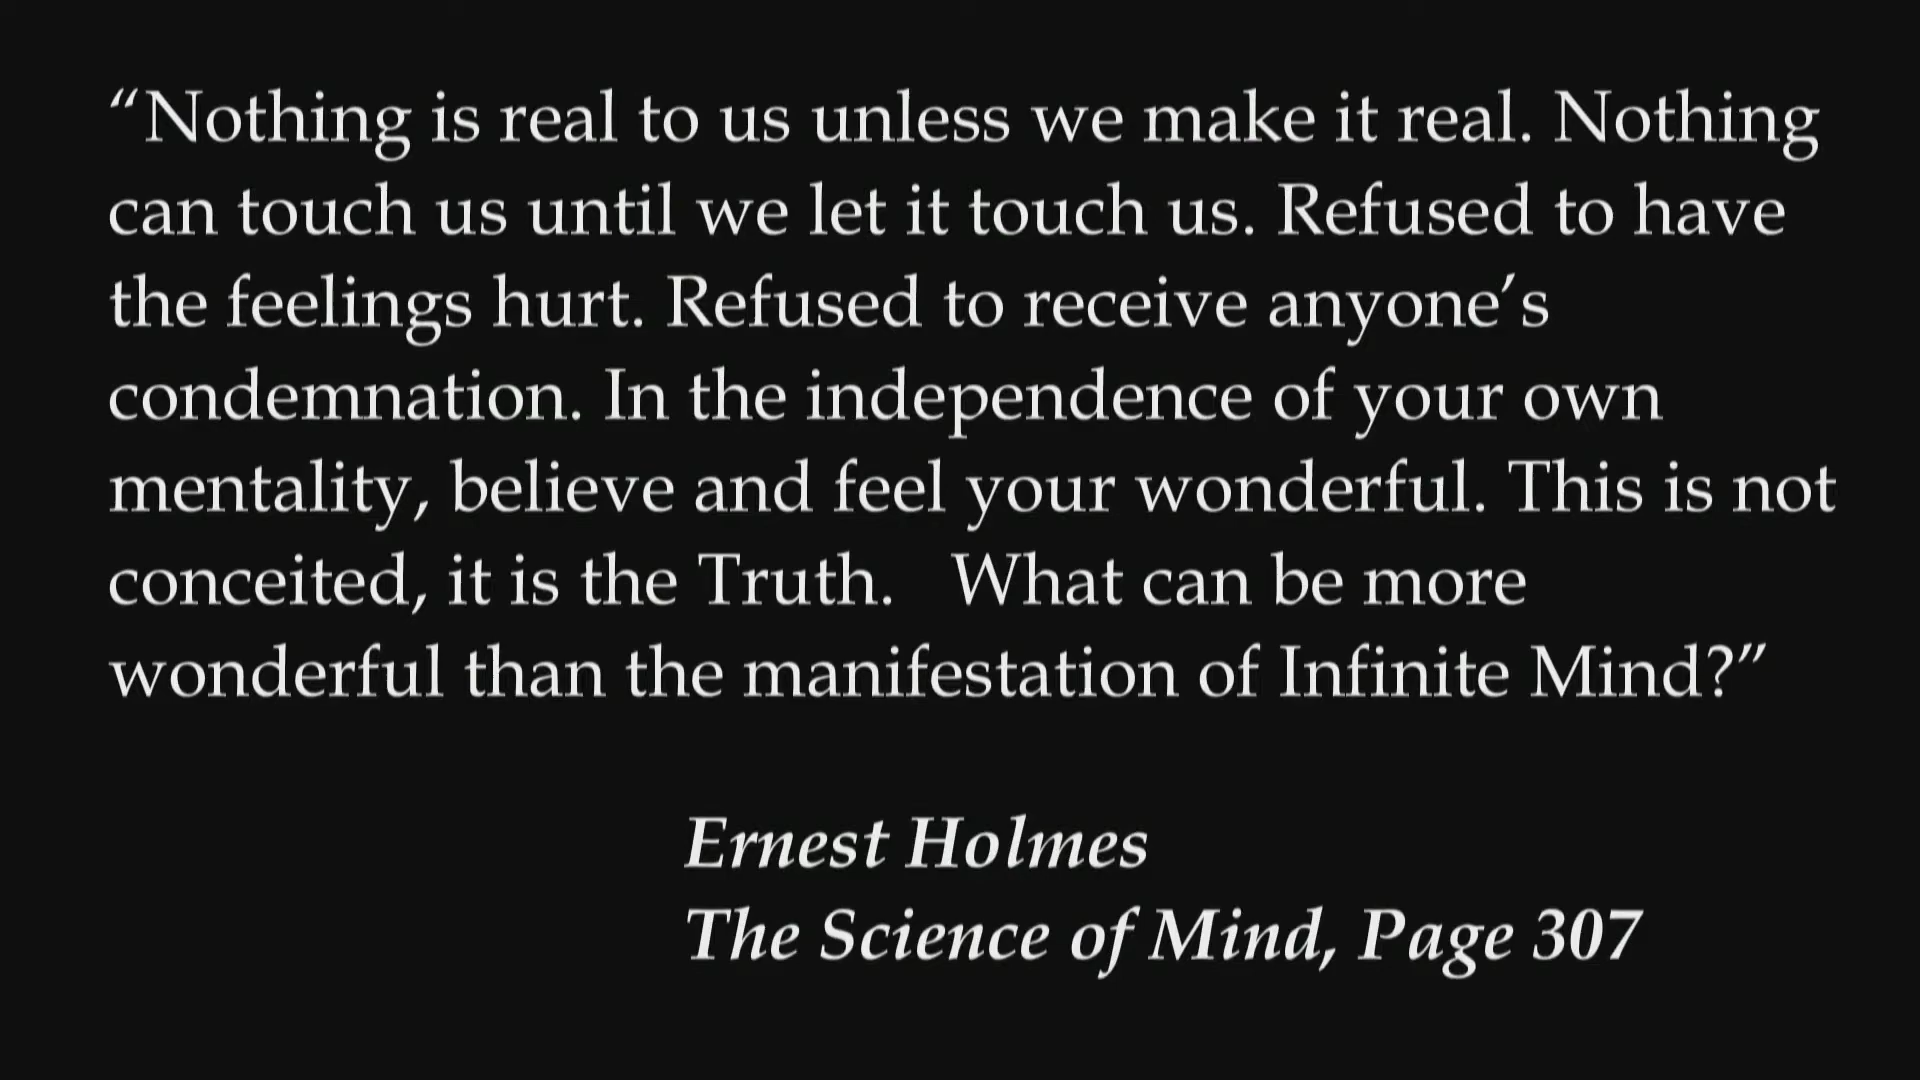 “Nothing is real to us unless we make it real. Nothing
can touch us until we let it touch us. Refused to have
the feelings hurt. Refused to receive anyone’s
condemnation. In the independence of your own
mentality, believe and feel your wonderful. This is not
conceited, it is the Truth.   What can be more
wonderful than the manifestation of Infinite Mind?”
Ernest Holmes
The Science of Mind, Page 307